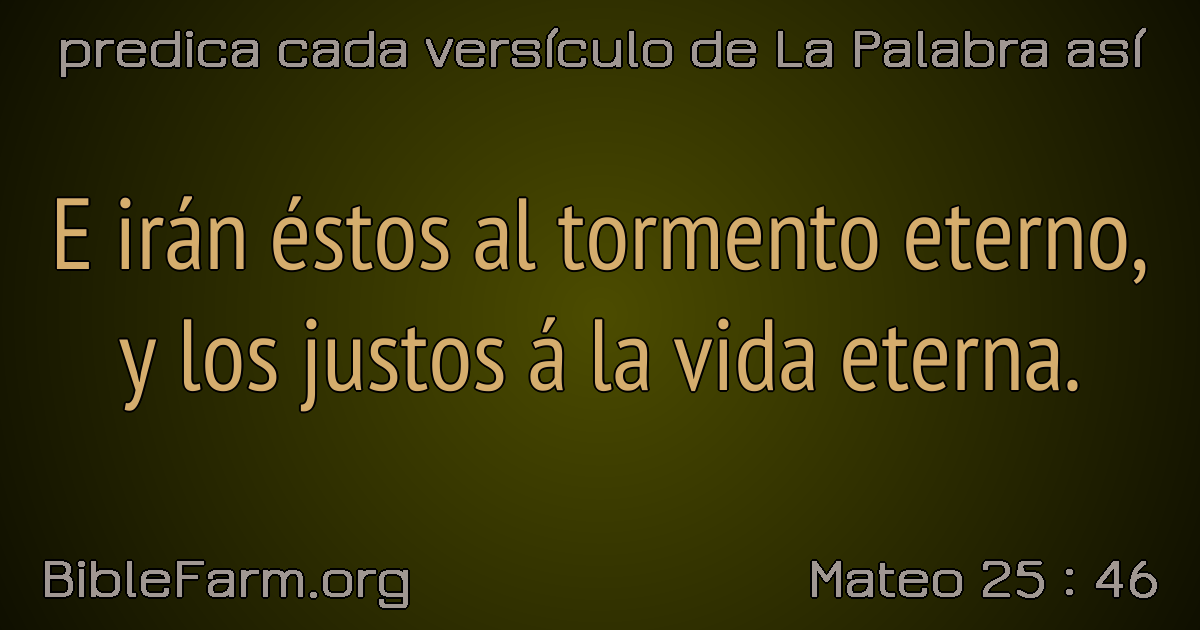 predica cada versículo de La Palabra así
E irán éstos al tormento eterno,
y los justos á la vida eterna.
BibleFarm.org
Mateo 25 : 46